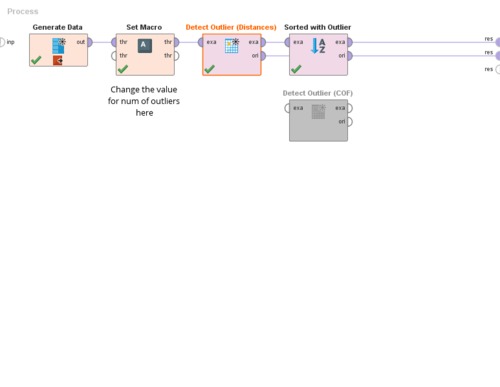 Process
Generate Data
Set Macro
Detect Outlier (Distances)
Sorted with Outlier
inp
out
thr
thr
thr
thr
exa
exa
ori
exa
exa
ori
res
res
res
A
A
Z
Change the value
for num of outliers
here
Detect Outlier (COF)
exa
exa
ori